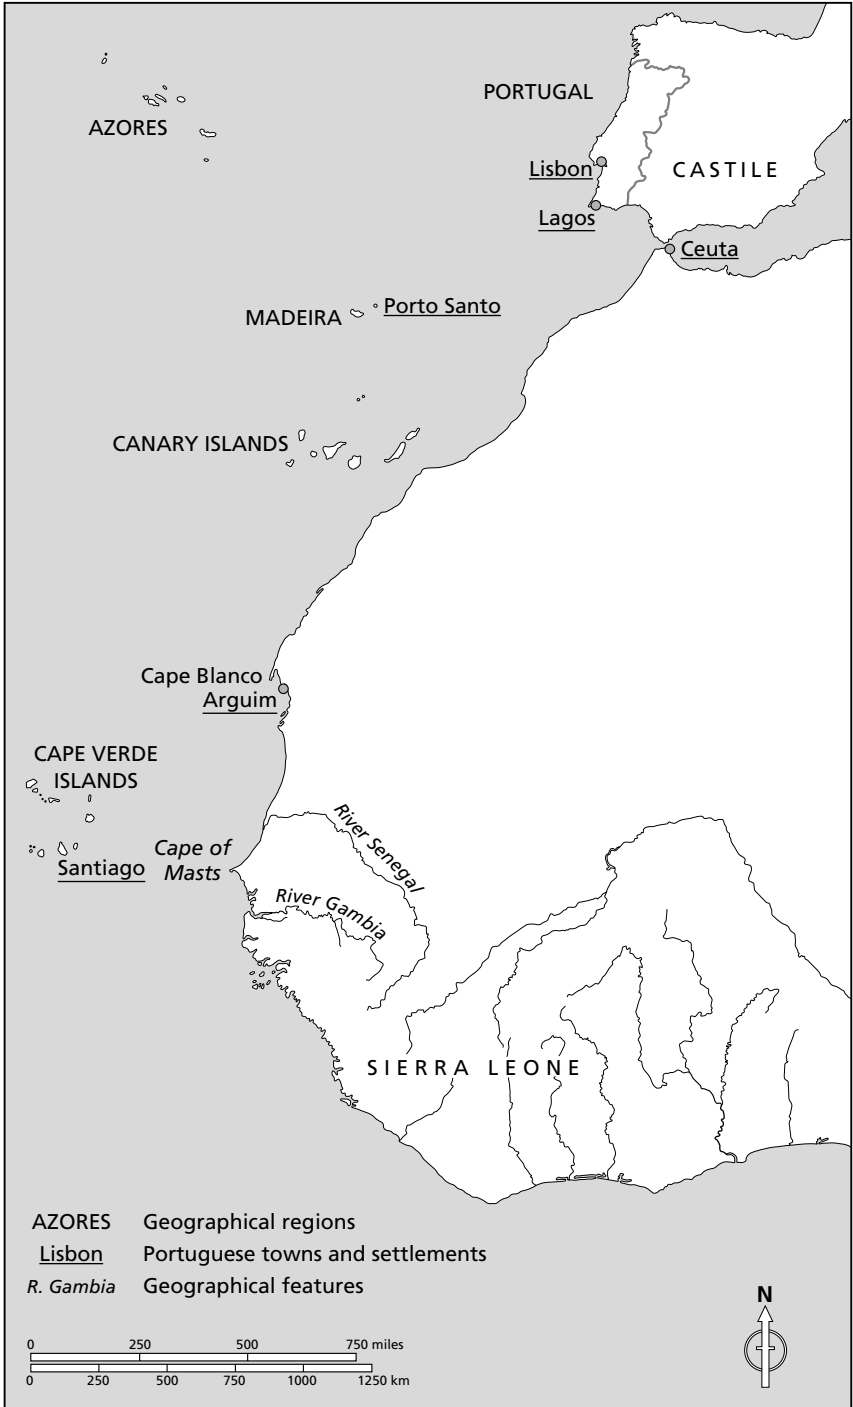 PORTUGAL
AZORES
Lisbon
CASTILE
Lagos
Ceuta
MADEIRA
Porto Santo
CANARY ISLANDS
Cape Blanco
Arguim
CAPE VERDE
ISLANDS
River Senegal
Cape of
Masts
Santiago
River Gambia
SIERRA LEONE
AZORES Geographical regions
Lisbon Portuguese towns and settlements
R. Gambia Geographical features
N
0 250 500 750 miles
0 250 500 750 1000 1250 km